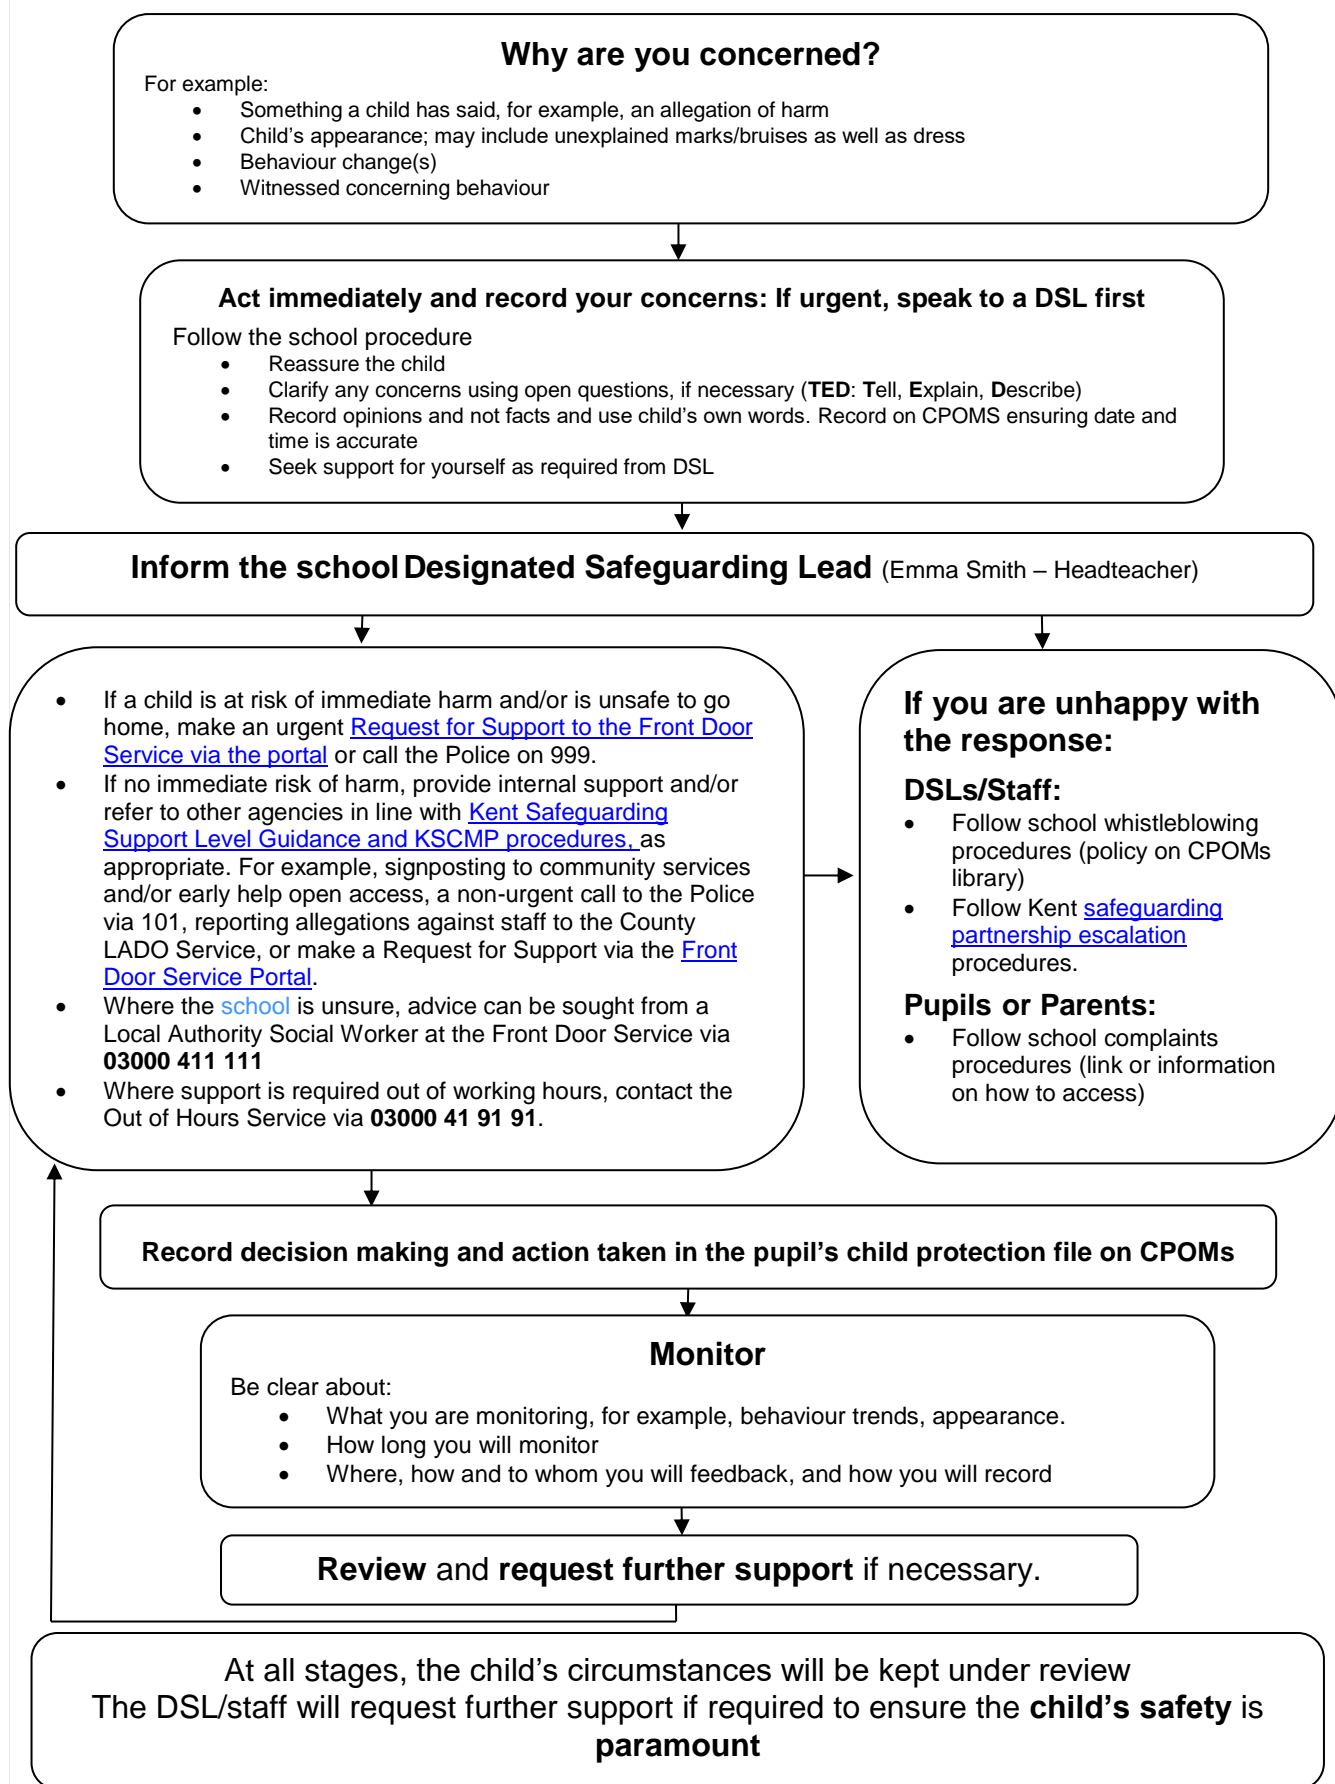 Why are you concerned?
For example:
• Something a child has said, for example, an allegation of harm
• Child's appearance; may include unexplained marks/bruises as well as dress
• Behaviour change(s)
• Witnessed concerning behaviour
Act immediately and record your concerns: If urgent, speak to a DSL first
Follow the school procedure
• Reassure the child
• Clarify any concerns using open questions, if necessary (TED: Tell, Explain, Describe)
• Record opinions and not facts and use child's own words. Record on CPOMS ensuring date and
time is accurate
• Seek support for yourself as required from DSL
Inform the school Designated Safeguarding Lead (Emma Smith – Headteacher)
• If a child is at risk of immediate harm and/or is unsafe to go
home, make an urgent Request for Support to the Front Door
Service via the portal or call the Police on 999.
• If no immediate risk of harm, provide internal support and/or
refer to other agencies in line with Kent Safeguarding
Support Level Guidance and KSCMP procedures, as
appropriate. For example, signposting to community services
and/or early help open access, a non-urgent call to the Police
via 101, reporting allegations against staff to the County
LADO Service, or make a Request for Support via the Front
Door Service Portal.
• Where the school is unsure, advice can be sought from a
Local Authority Social Worker at the Front Door Service via
03000 411 111
• Where support is required out of working hours, contact the
Out of Hours Service via 03000 41 91 91.
If you are unhappy with
the response:
DSLs/Staff:
• Follow school whistleblowing
procedures (policy on CPOMs
library)
• Follow Kent safeguarding
partnership escalation
procedures.
Pupils or Parents:
• Follow school complaints
procedures (link or information
on how to access)
Record decision making and action taken in the pupil's child protection file on CPOMs
Monitor
Be clear about:
• What you are monitoring, for example, behaviour trends, appearance.
• How long you will monitor
• Where, how and to whom you will feedback, and how you will record
Review and request further support if necessary.
At all stages, the child's circumstances will be kept under review
The DSL/staff will request further support if required to ensure the child's safety is
paramount